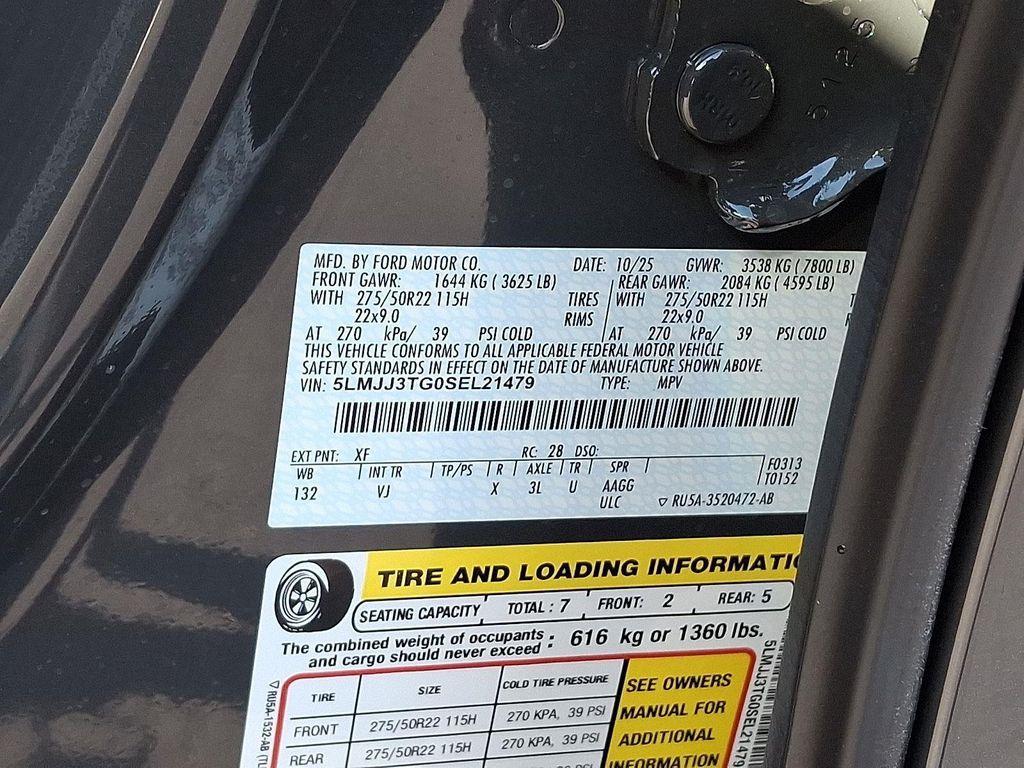 5125
MFD. BY FORD MOTOR CO. DATE: 10/25 GVWR: 3538 KG ( 7800 LB)
FRONT GAWR: 1644 KG ( 3625 LB) REAR GAWR: 2084 KG ( 4595 LB)
WITH 275/50R22 115H TIRES WITH 275/50R22 115H T
22x9.0 RIMS 22x9.0
AT 270 kPa/ 39 PSI COLD AT 270 kPa/ 39 PSI COLD
THIS VEHICLE CONFORMS TO ALL APPLICABLE FEDERAL MOTOR VEHICLE
SAFETY STANDARDS IN EFFECT ON THE DATE OF MANUFACTURE SHOWN ABOVE.
VIN: 5LMJJ3TG0SEL21479 TYPE: MPV
EXT PNT: XF RC: 28 DSO:
WB INT TR TP/PS R AXLE TR SPR F0313
132 VJ X 3L U AAGG T0152
ULC ▽ RU5A-3520472-AB
TIRE AND LOADING INFORMATIO
SEATING CAPACITY TOTAL : 7 FRONT: 2 REAR: 5
The combined weight of occupants
and cargo should never exceed : 616 kg or 1360 lbs.
TIRE SIZE COLD TIRE PRESSURE
FRONT 275/50R22 115H 270 KPA, 39 PSI
REAR 275/50R22 115H 270 KPA, 39 PSI
SEE OWNERS
MANUAL FOR
ADDITIONAL
INFORMATION
▽ RU5A-1532-AB (TL
5LMJJ3TG0SEL21479